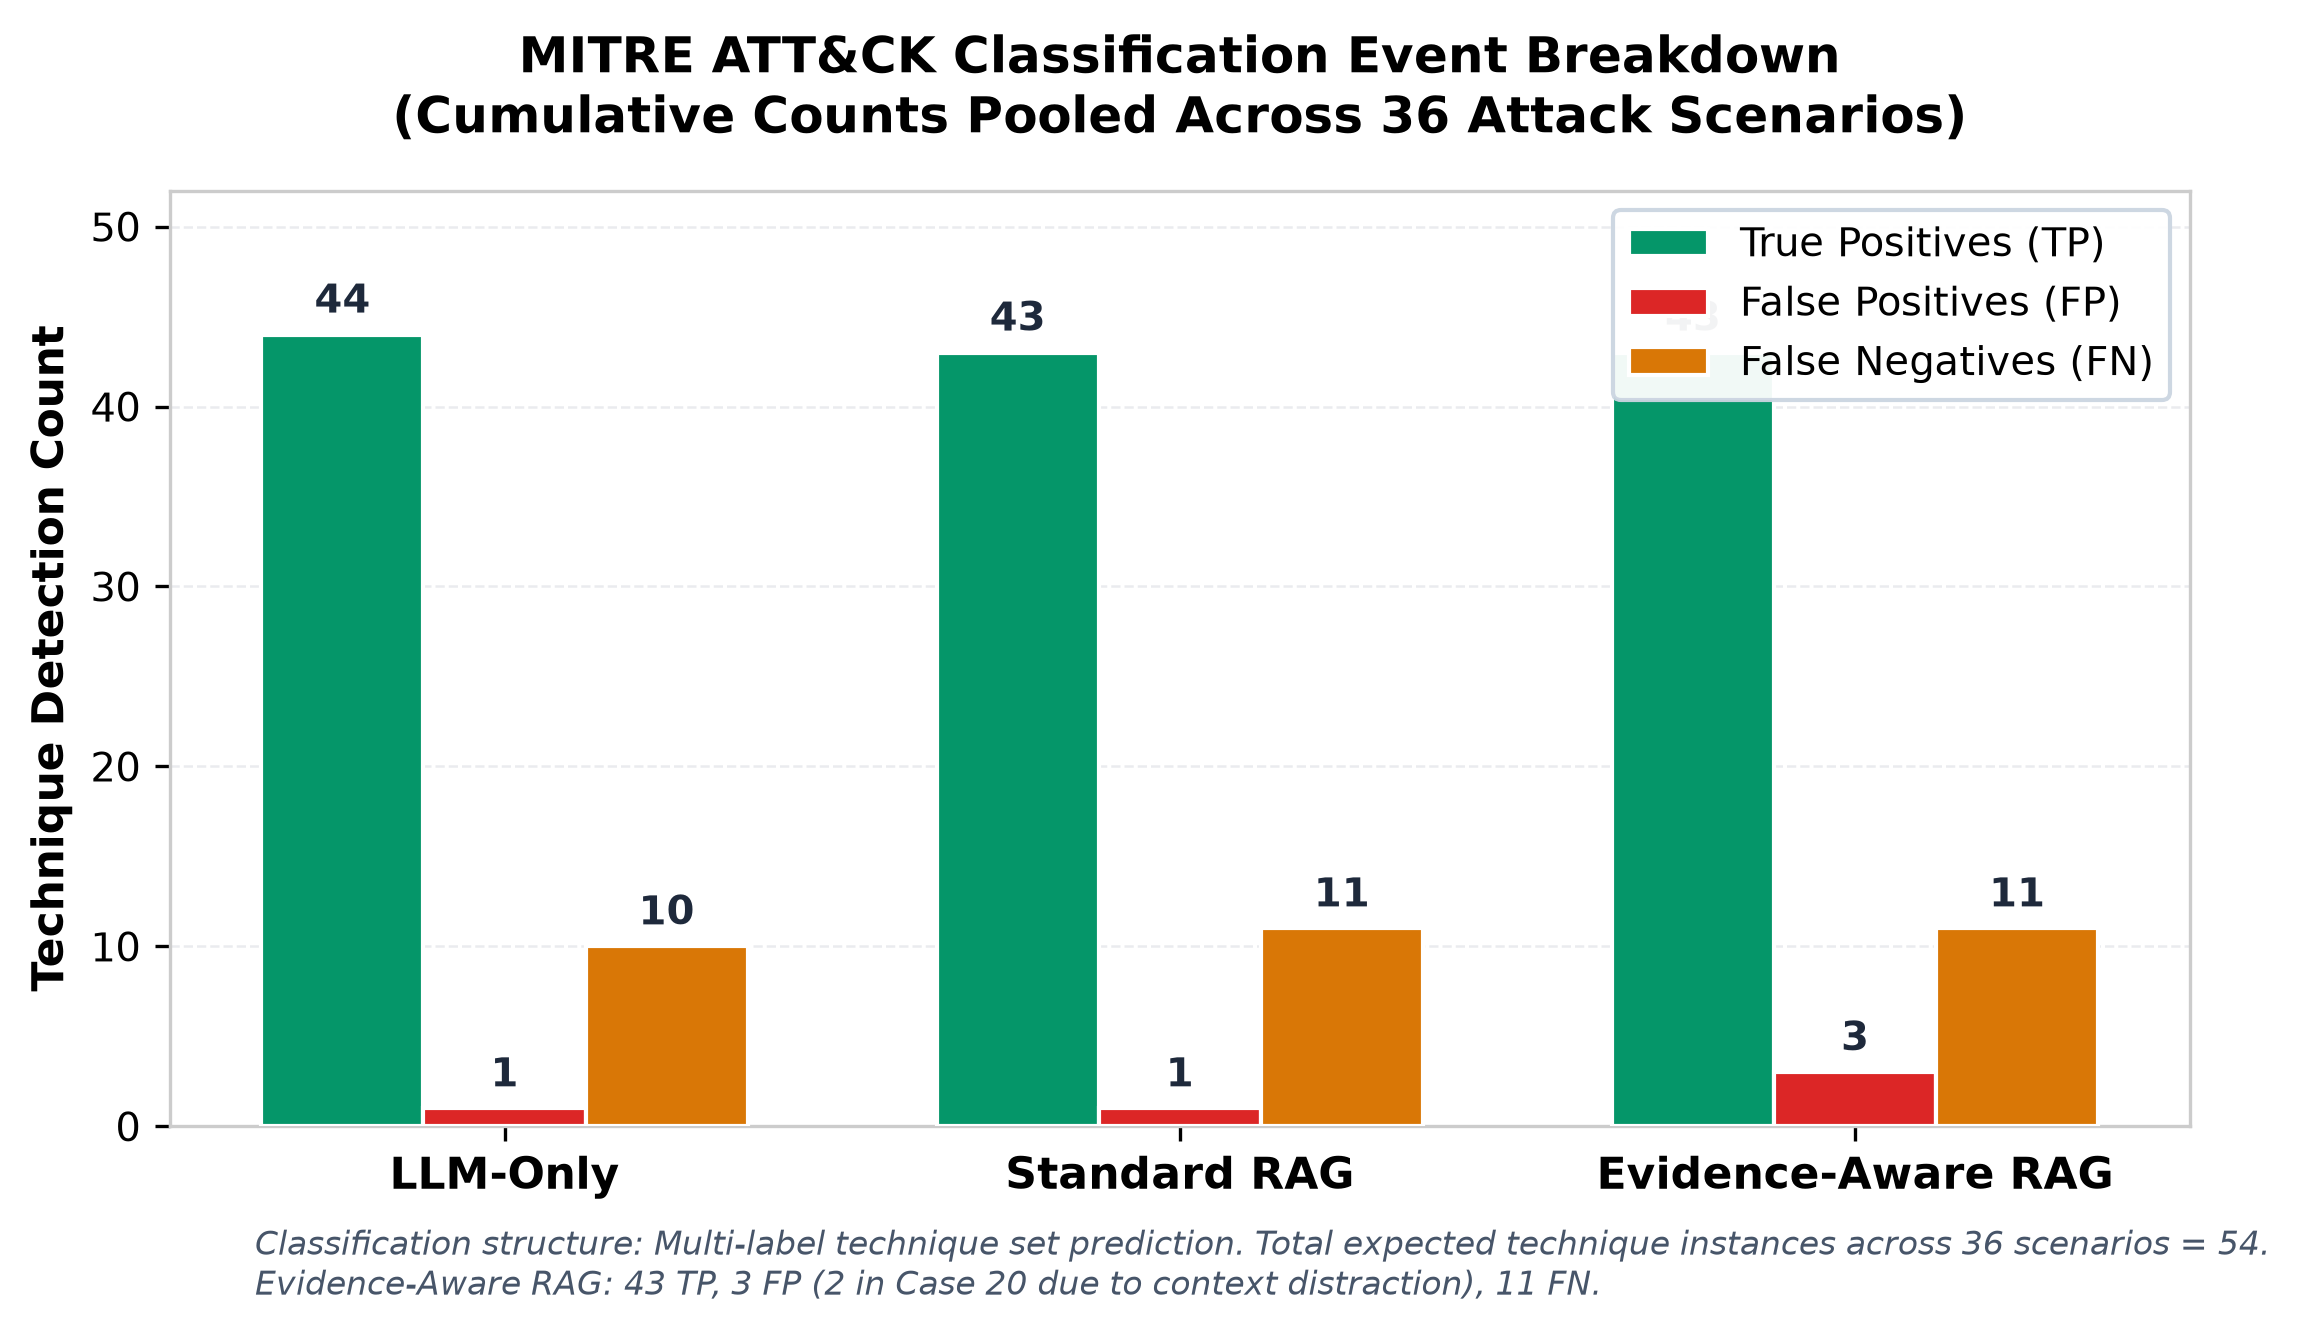 MITRE ATT&CK Classification Event Breakdown
(Cumulative Counts Pooled Across 36 Attack Scenarios)
Technique Detection Count
50
40
30
20
10
0
True Positives (TP)
False Positives (FP)
False Negatives (FN)
44
1
10
43
1
11
43
3
11
LLM-Only
Standard RAG
Evidence-Aware RAG
Classification structure: Multi-label technique set prediction. Total expected technique instances across 36 scenarios = 54.
Evidence-Aware RAG: 43 TP, 3 FP (2 in Case 20 due to context distraction), 11 FN.